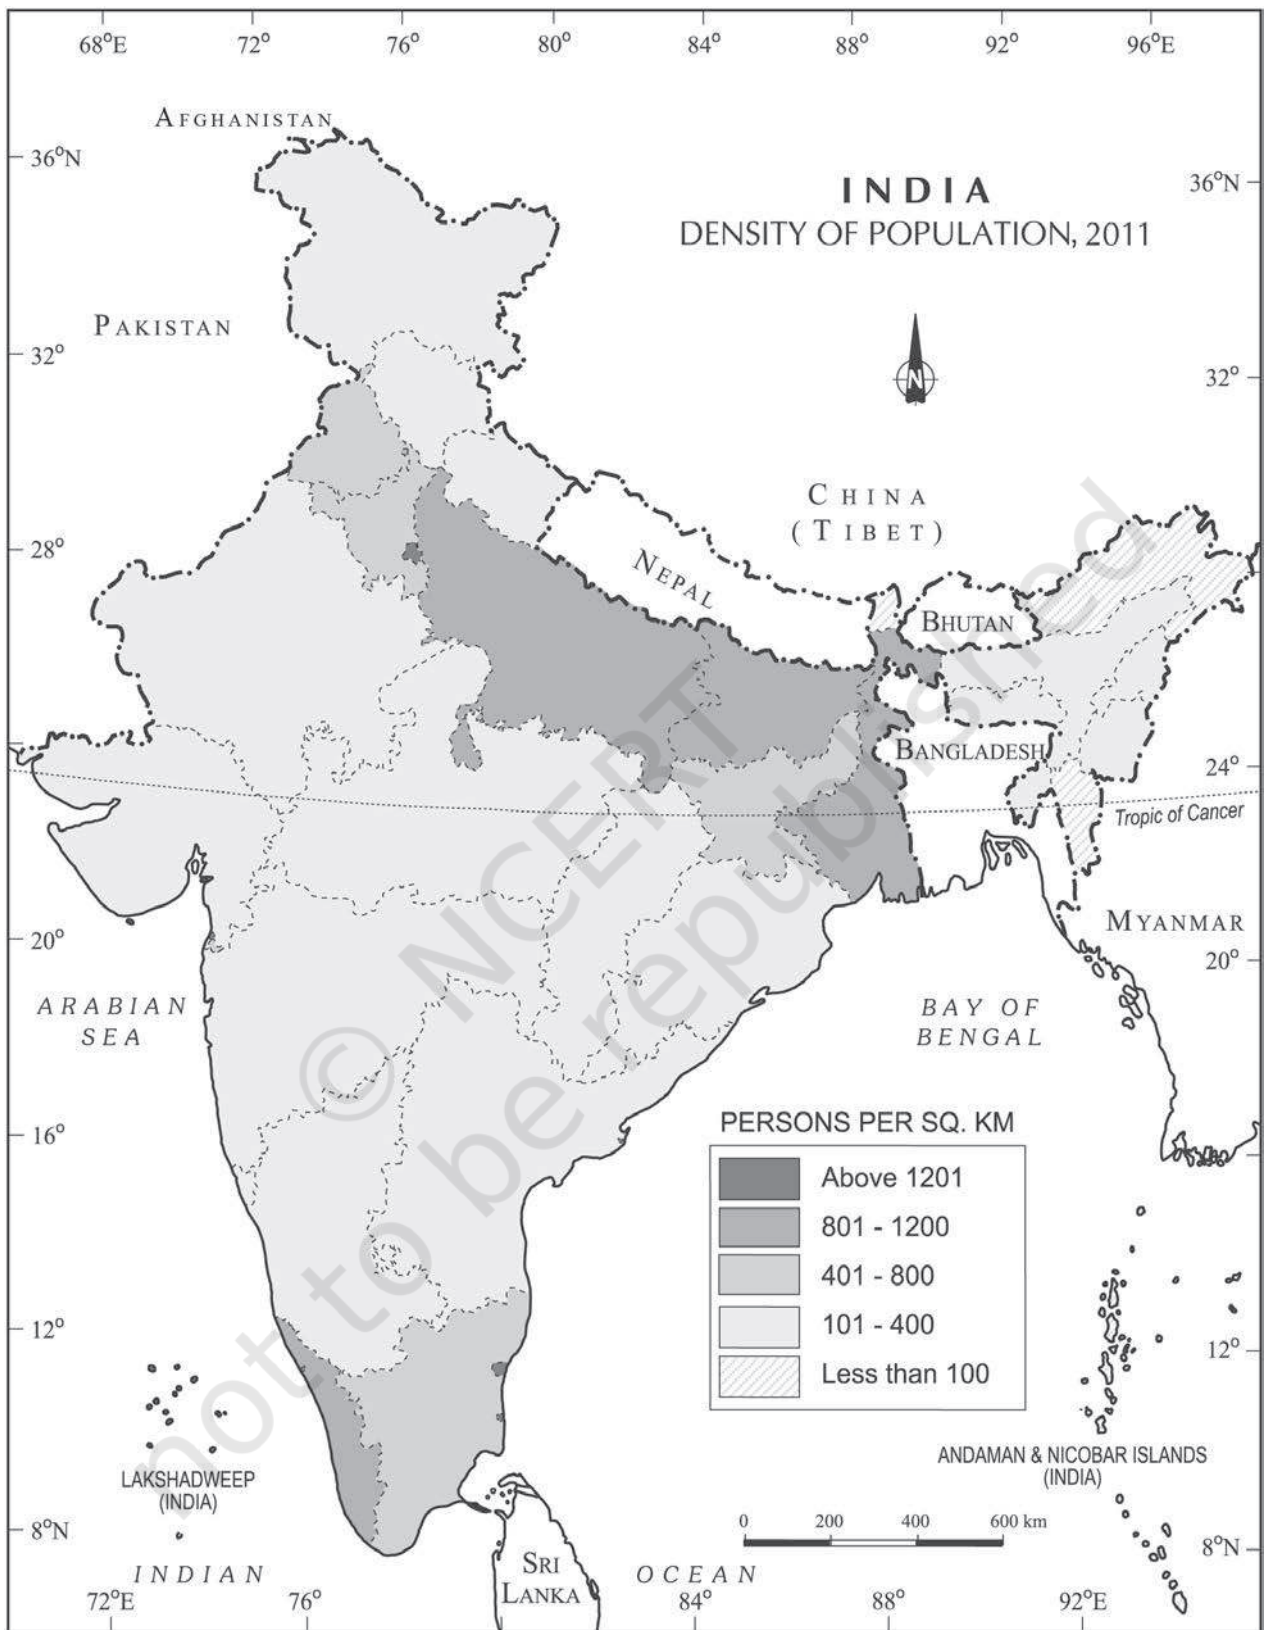 68°E 72° 76° 80° 84° 88° 92° 96°E
AFGHANISTAN
36°N
INDIA
36°N
DENSITY OF POPULATION, 2011
PAKISTAN
32°
32°
N
CHINA
(TIBET)
28°
NEPAL
BHUTAN
BANGLADESH
24°
Tropic of Cancer
MYANMAR
20°
20°
ARABIAN
SEA
BAY OF
BENGAL
PERSONS PER SQ. KM
16°
Above 1201
801 - 1200
401 - 800
101 - 400
Less than 100
12°
12°
ANDAMAN & NICOBAR ISLANDS
(INDIA)
LAKSHADWEEP
(INDIA)
0 200 400 600 km
8°N
8°N
SRI
LANKA
INDIAN OCEAN
72°E 76° 84° 88° 92°E
© NCERT
not to be republished